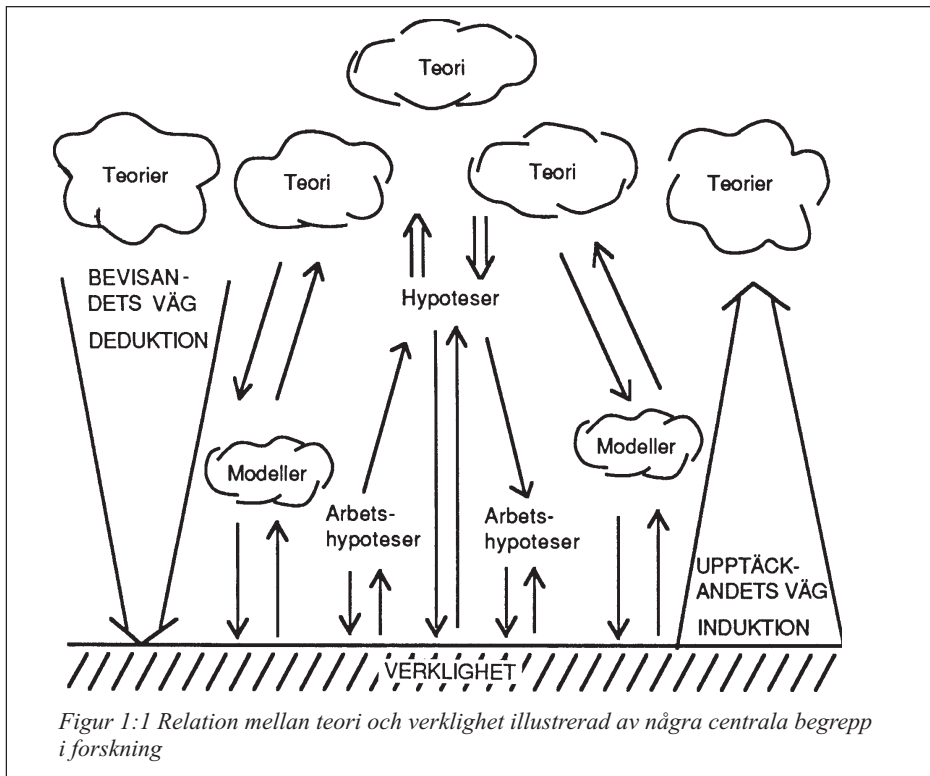 Teori
Teorier
Teori
Teori
Teorier
BEVISAN-
DETS VÄG
DEDUKTION
Hypoteser
Modeller
Modeller
Arbets-
hypoteser
Arbets-
hypoteser
UPPTÄCK-
ANDETS VÄG
INDUKTION
VERKLIGHET
Figur 1:1 Relation mellan teori och verklighet illustrerad av några centrala begrepp
i forskning